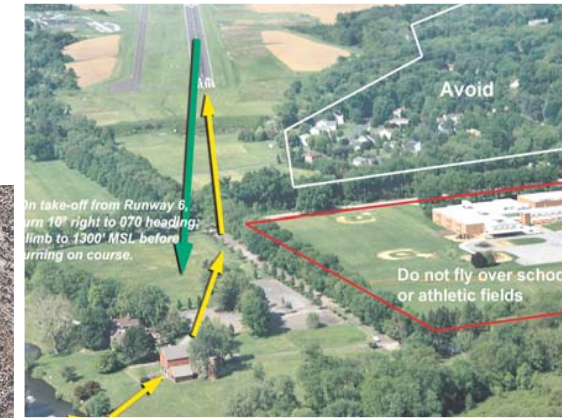 Avoid
On take-off from Runway 6,
turn 10° right to 070 heading;
climb to 1300' MSL before
turning on course.
Do not fly over school
or athletic fields